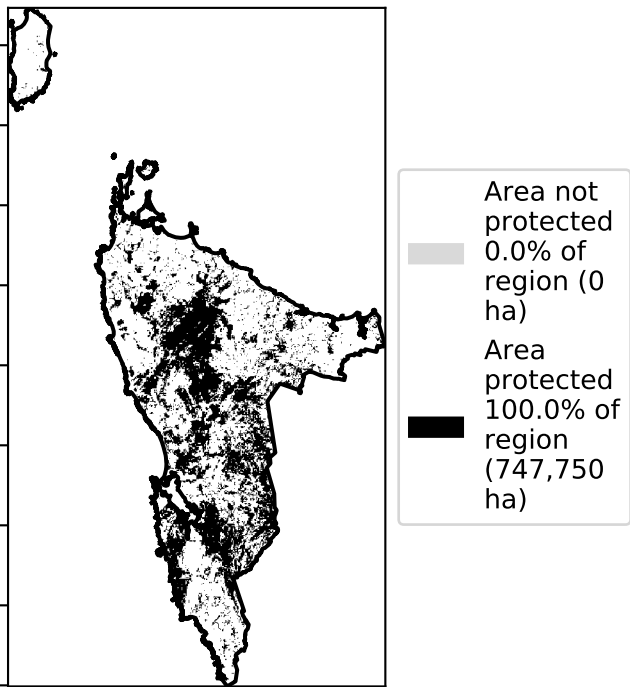 Area not
protected
0.0% of
region (0
ha)
Area
protected
100.0% of
region
(747,750
ha)